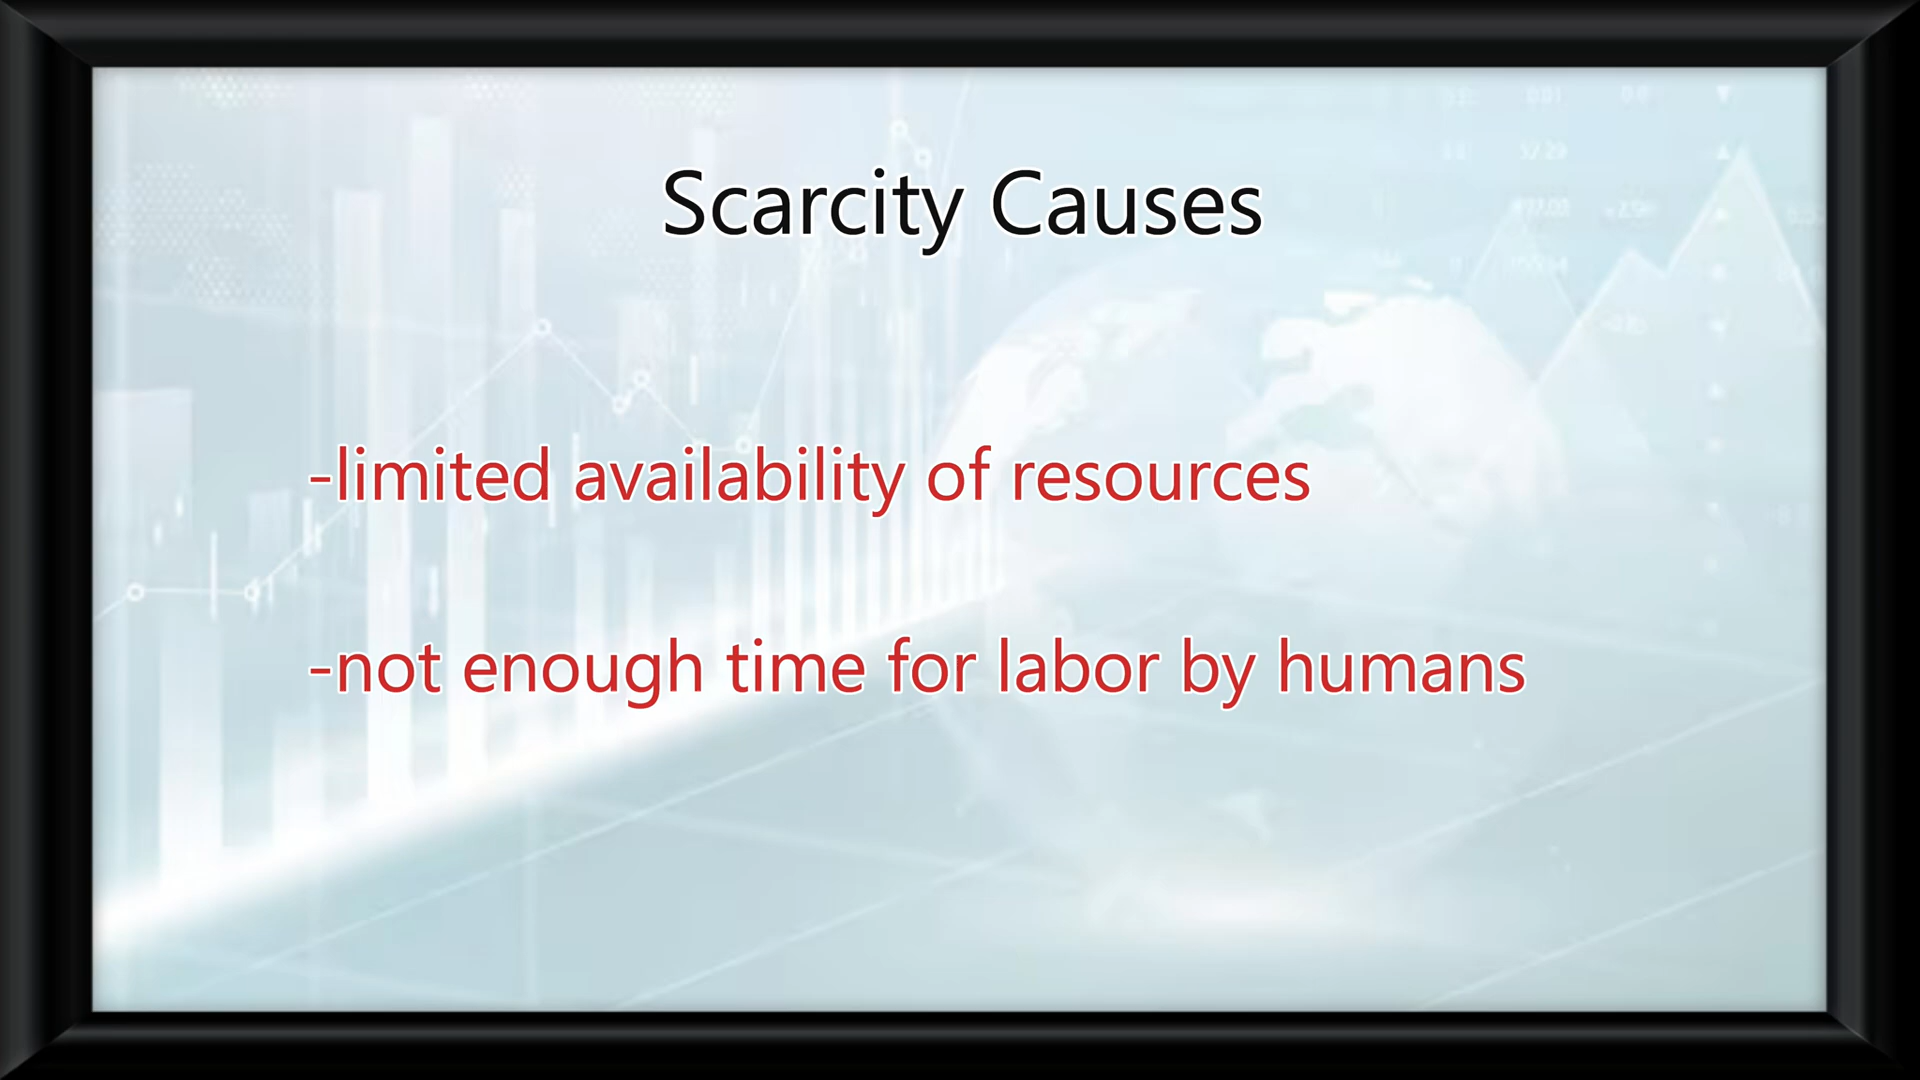 Scarcity Causes
-limited availability of resources
-not enough time for labor by humans